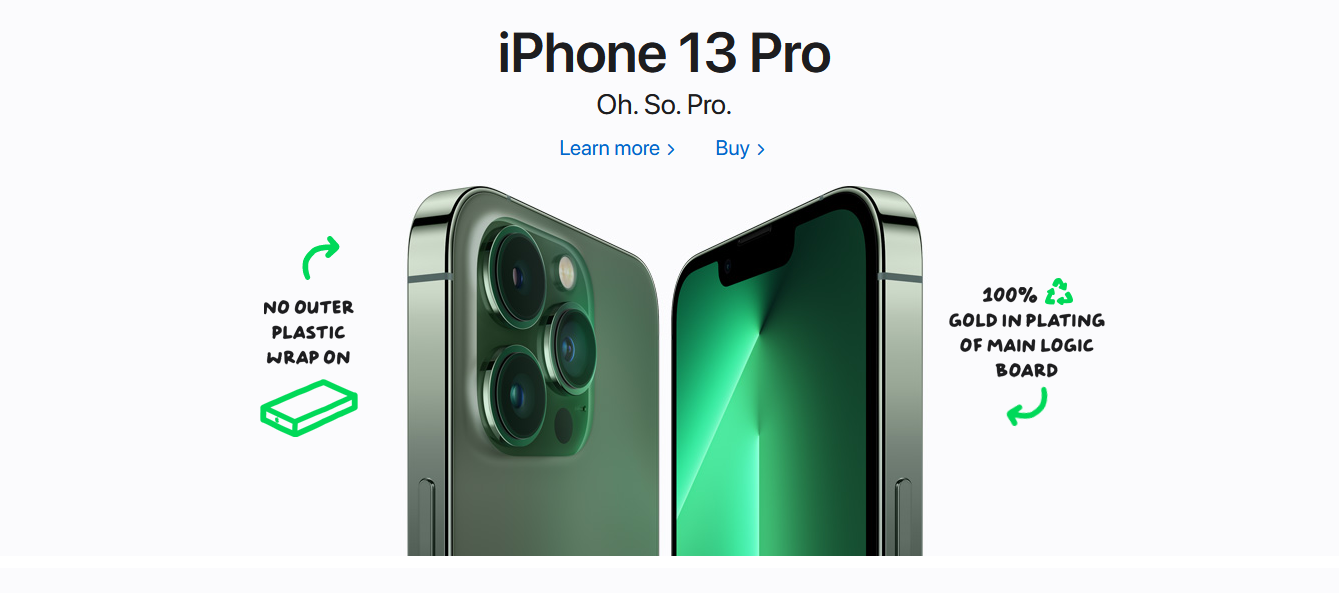 iPhone 13 Pro
Oh. So. Pro.
Learn more >
Buy >
NO OUTER
PLASTIC
WRAP ON
100%
GOLD IN PLATING
OF MAIN LOGIC
BOARD